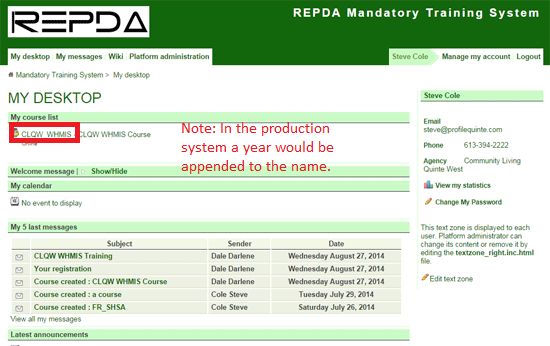 REPDA
REPDA Mandatory Training System
My desktop My messages Wiki Platform administration
Steve Cole Manage my account Logout
Mandatory Training System > My desktop
MY DESKTOP
My course list
CLQW_WHMIS - CLQW WHMIS Course
Note: In the production
system a year would be
appended to the name.
Welcome message | Show/Hide
My calendar
No event to display
My 5 last messages
Subject Sender Date
CLQW WHMIS Training Dale Darlene Wednesday August 27, 2014
Your registration Dale Darlene Wednesday August 27, 2014
Course created : CLQW WHMIS Course Dale Darlene Wednesday August 27, 2014
Course created : a course Cole Steve Tuesday July 29, 2014
Course created : FR_SHSA Cole Steve Saturday July 26, 2014
View all my messages
Latest announcements
Steve Cole
Email
steve@profilequinte.com
Phone 613-394-2222
Agency Community Living
Quinte West
View my statistics
Change My Password
This text zone is displayed to each
user. Platform administrator can
change its content or remove it by
editing the textzone_right.inc.html
file.
Edit text zone